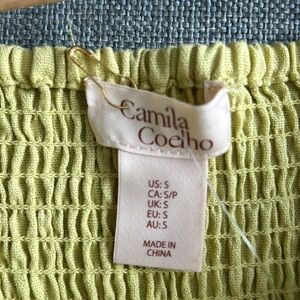 Camila
Coelho
US: S
CA: S/P
UK: S
EU: S
AU: S
MADE IN
CHINA